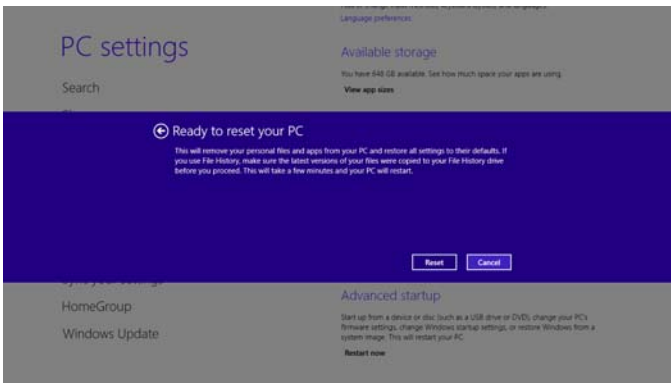 Language preferences
PC settings
Available storage
You have 648 GB available. See how much space your apps are using.
Search
View app sizes
Ready to reset your PC
This will remove your personal files and apps from your PC and restore all settings to their defaults. If
you use File History, make sure the latest versions of your files were copied to your File History drive
before you proceed. This will take a few minutes and your PC will restart.
Reset
Cancel
Advanced startup
HomeGroup
Start up from a device or disc (such as a USB drive or DVD), change your PC's
firmware settings, change Windows startup settings, or restore Windows from a
Windows Update
system image. This will restart your PC.
Restart now